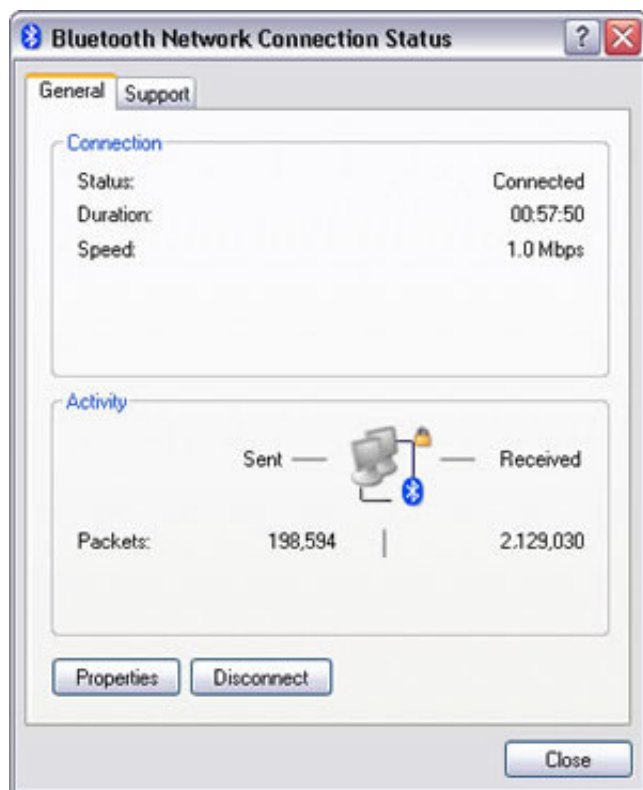 Bluetooth Network Connection Status
General Support
Connection
Status: Connected
Duration: 00:57:50
Speed: 1.0 Mbps
Activity
Sent Received
Packets: 198,594 2,129,030
Properties Disconnect
Close